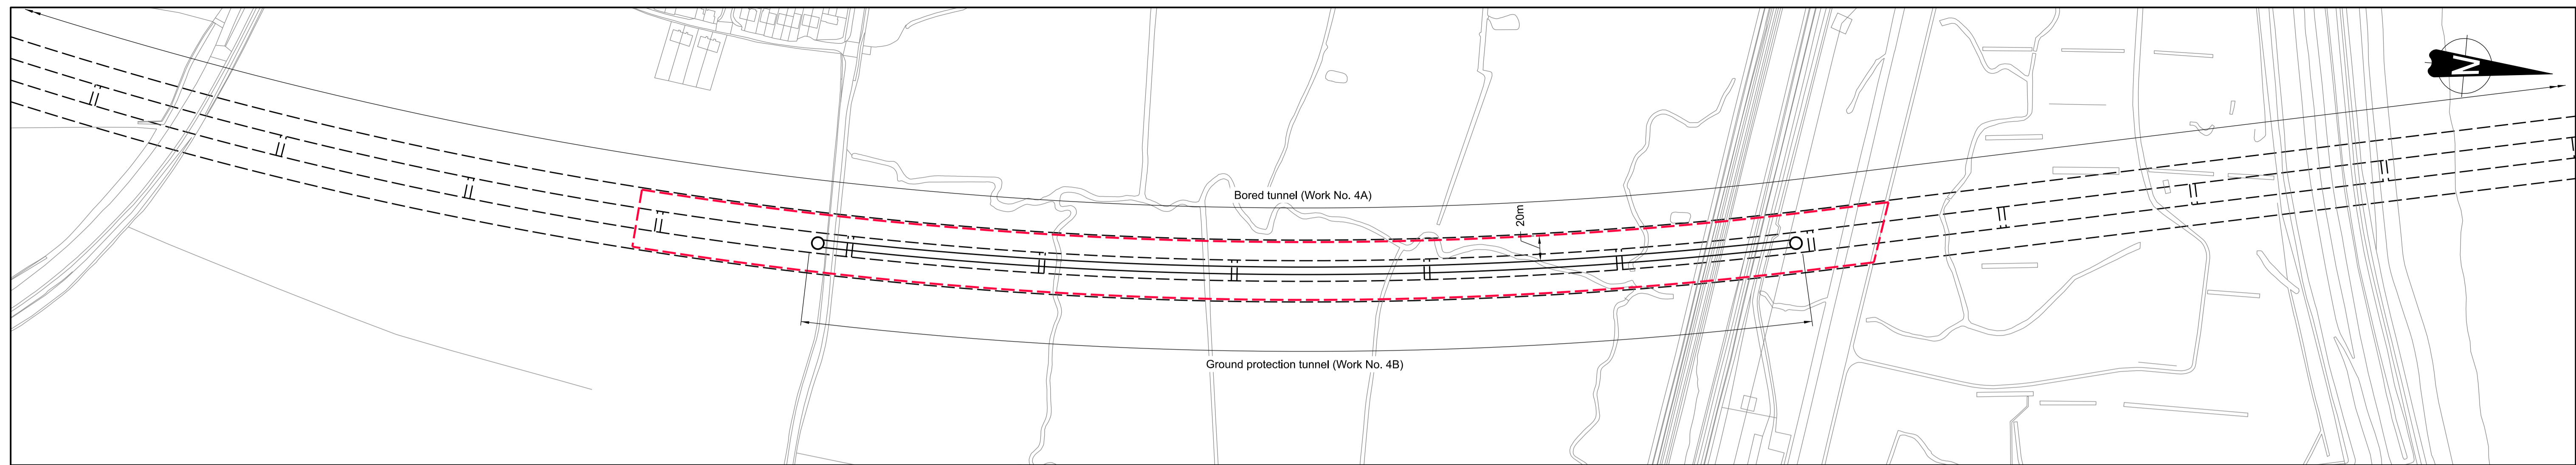 N
Bored tunnel (Work No. 4A)
20m
Ground protection tunnel (Work No. 4B)